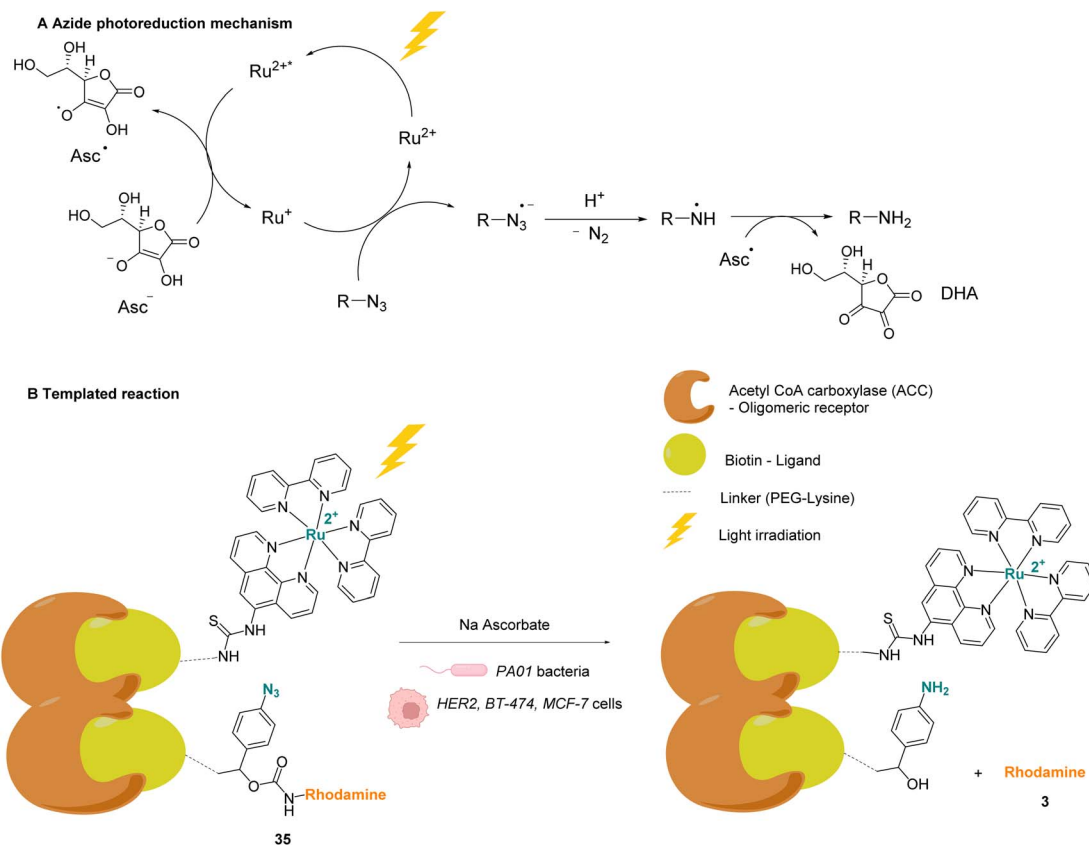 A Azide photoreduction mechanism
OH
HO
H
O
O
O
•
OH
Asc•
Ru2+*
Ru2+
OH
HO
H
O
O
−O
OH
Asc−
Ru+
R–N3
R–N3•−
H+
− N2
R–•NH
Asc•
R–NH2
OH
HO
H
O
O
O
O
DHA
B Templated reaction
Acetyl CoA carboxylase (ACC)
- Oligomeric receptor
Biotin - Ligand
Linker (PEG-Lysine)
Light irradiation
N
N
N
N
N
N
Ru
2+
S
NH
NH
N3
O
O
N
H
Rhodamine
35
Na Ascorbate
PA01 bacteria
HER2, BT-474, MCF-7 cells
N
N
N
N
N
N
Ru
2+
S
NH
NH
NH2
OH
+ Rhodamine
3